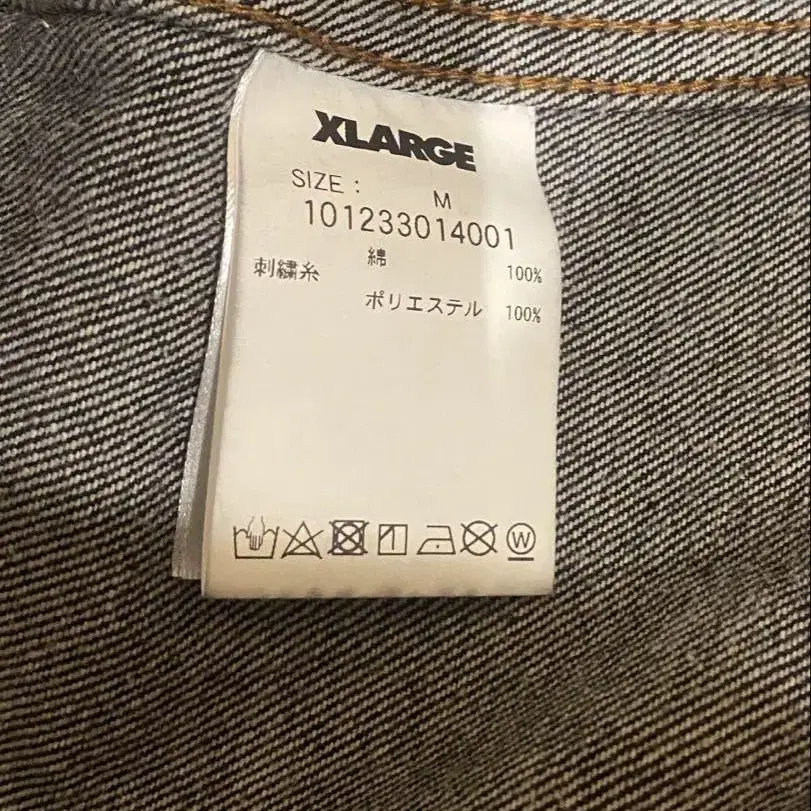 XLARGE
SIZE : M
101233014001
綿 100%
刺繍糸 ポリエステル 100%
W